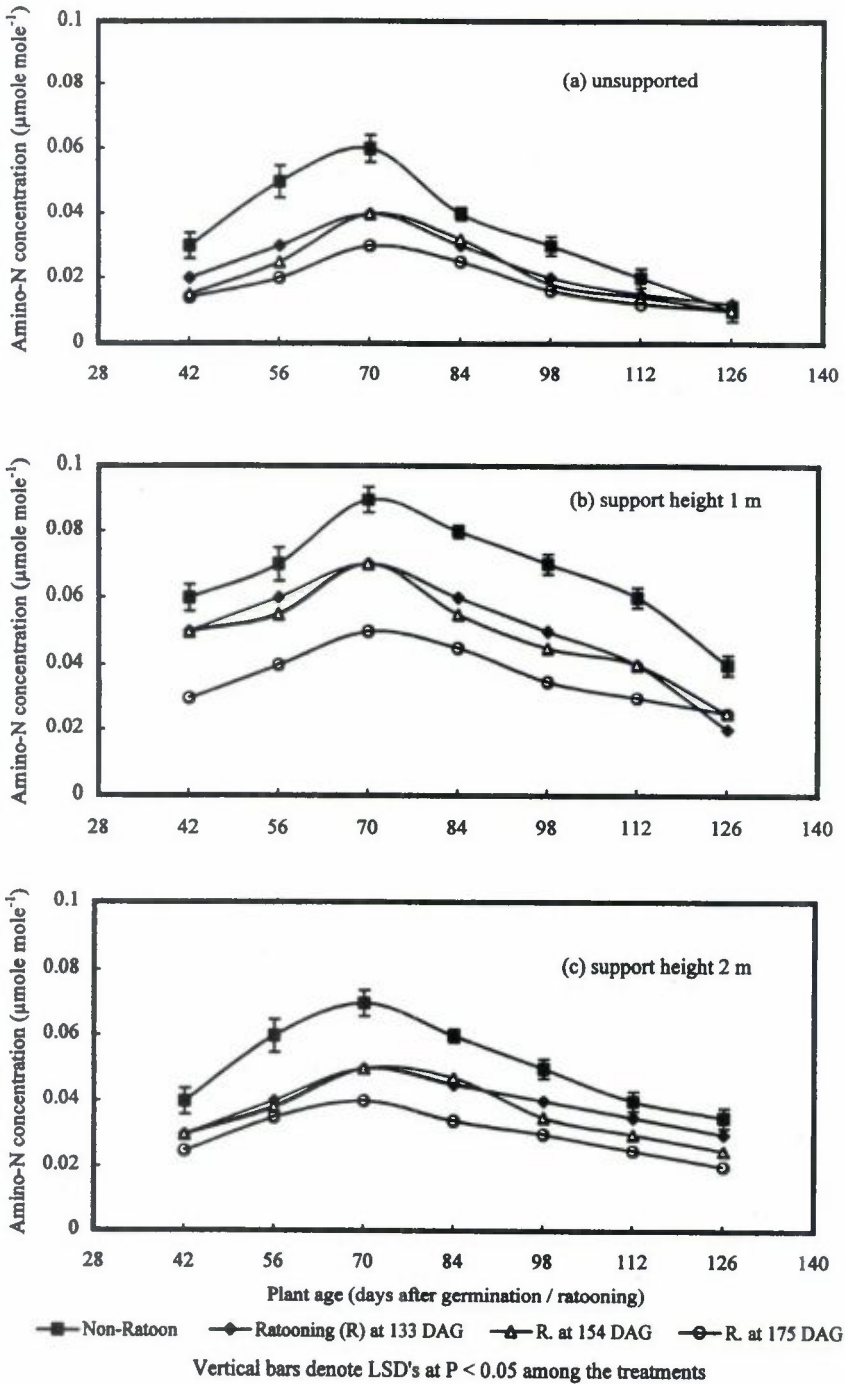 0.1
(a) unsupported
0.08
0.06
0.04
0.02
0
Amino-N concentration (µmole mole⁻¹)
28 42 56 70 84 98 112 126 140
0.1
(b) support height 1 m
0.08
0.06
0.04
0.02
0
Amino-N concentration (µmole mole⁻¹)
28 42 56 70 84 98 112 126 140
0.1
(c) support height 2 m
0.08
0.06
0.04
0.02
0
Amino-N concentration (µmole mole⁻¹)
28 42 56 70 84 98 112 126 140
Plant age (days after germination / ratooning)
Non-Ratoon Ratooning (R) at 133 DAG R. at 154 DAG R. at 175 DAG
Vertical bars denote LSD's at P < 0.05 among the treatments